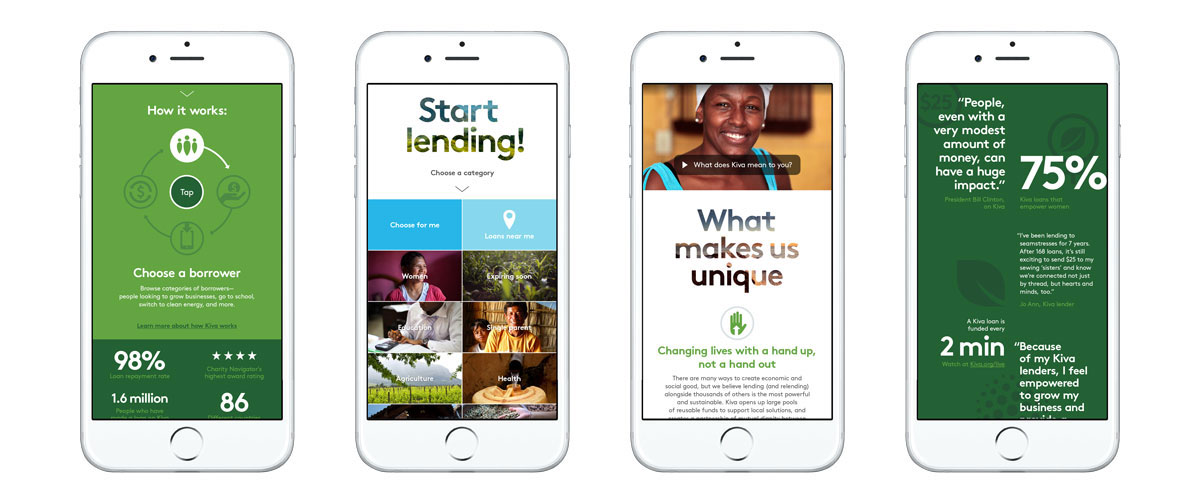 How it works:
Tap
Choose a borrower
Browse categories of borrowers—
people looking to grow businesses, go to school,
switch to clean energy, and more.
Learn more about how Kiva works
98%
Loan repayment rate
Charity Navigator's
highest award rating
1.6 million
People who have
86
Start
lending!
Choose a category
Choose for me
Loans near me
Women
Expiring soon
Education
Single parent
Agriculture
Health
What does Kiva mean to you?
What
makes us
unique
Changing lives with a hand up,
not a hand out
There are many ways to create economic and
social good, but we believe lending (and relending)
alongside thousands of others is the most powerful
and sustainable. Kiva opens up large pools
of reusable funds to support local solutions, and
$25
“People,
even with a
very modest
amount of
money, can
have a huge
impact.”
President Bill Clinton,
on Kiva
75%
Kiva loans that
empower women
“I've been lending to
seamstresses for 7 years.
After 168 loans, it's still
exciting to send $25 to my
sewing ‘sisters’ and know
we're connected not just
by thread, but hearts and
minds, too.”
Jo Ann, Kiva lender
A Kiva loan is
funded every
2 min
Watch at Kiva.org/live
“Because
of my Kiva
lenders, I feel
empowered
to grow my
business and